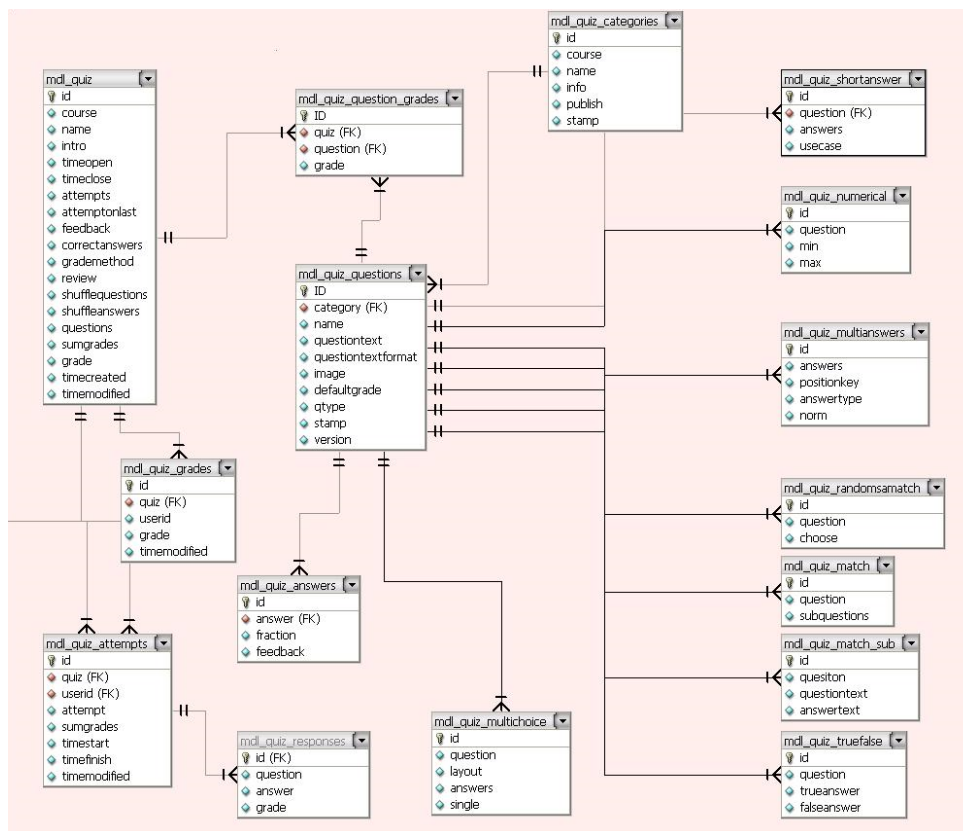 mdl_quiz_categories
id
course
name
info
publish
stamp
mdl_quiz
id
course
name
intro
timeopen
timeclose
attempts
attemptonlast
feedback
correctanswers
grademethod
review
shufflequestions
shuffleanswers
questions
sumgrades
grade
timecreated
timemodified
mdl_quiz_question_grades
ID
quiz (FK)
question (FK)
grade
mdl_quiz_shortanswer
id
question (FK)
answers
usecase
mdl_quiz_numerical
id
question
min
max
mdl_quiz_questions
ID
category (FK)
name
questiontext
questiontextformat
image
defaultgrade
qtype
stamp
version
mdl_quiz_multianswers
id
answers
positionkey
answertype
norm
mdl_quiz_grades
id
quiz (FK)
userid
grade
timemodified
mdl_quiz_randomsamatch
id
question
choose
mdl_quiz_match
id
question
subquestions
mdl_quiz_answers
id
answer (FK)
fraction
feedback
mdl_quiz_attempts
id
quiz (FK)
userid (FK)
attempt
sumgrades
timestart
timefinish
timemodified
mdl_quiz_match_sub
id
quesiton
questiontext
answertext
mdl_quiz_multichoice
id
question
layout
answers
single
mdl_quiz_responses
id (FK)
question
answer
grade
mdl_quiz_truefalse
id
question
trueanswer
falseanswer